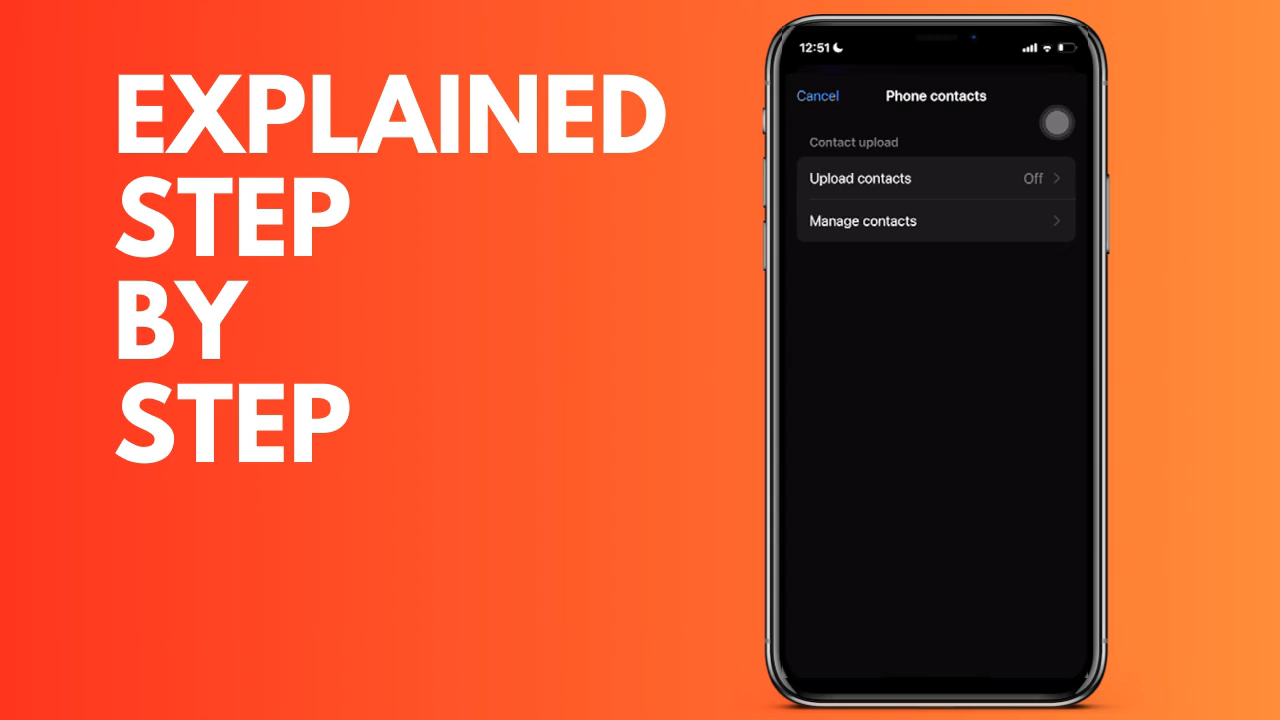 EXPLAINED
STEP
BY
STEP
12:51
Cancel
Phone contacts
Contact upload
Upload contacts
Off
Manage contacts